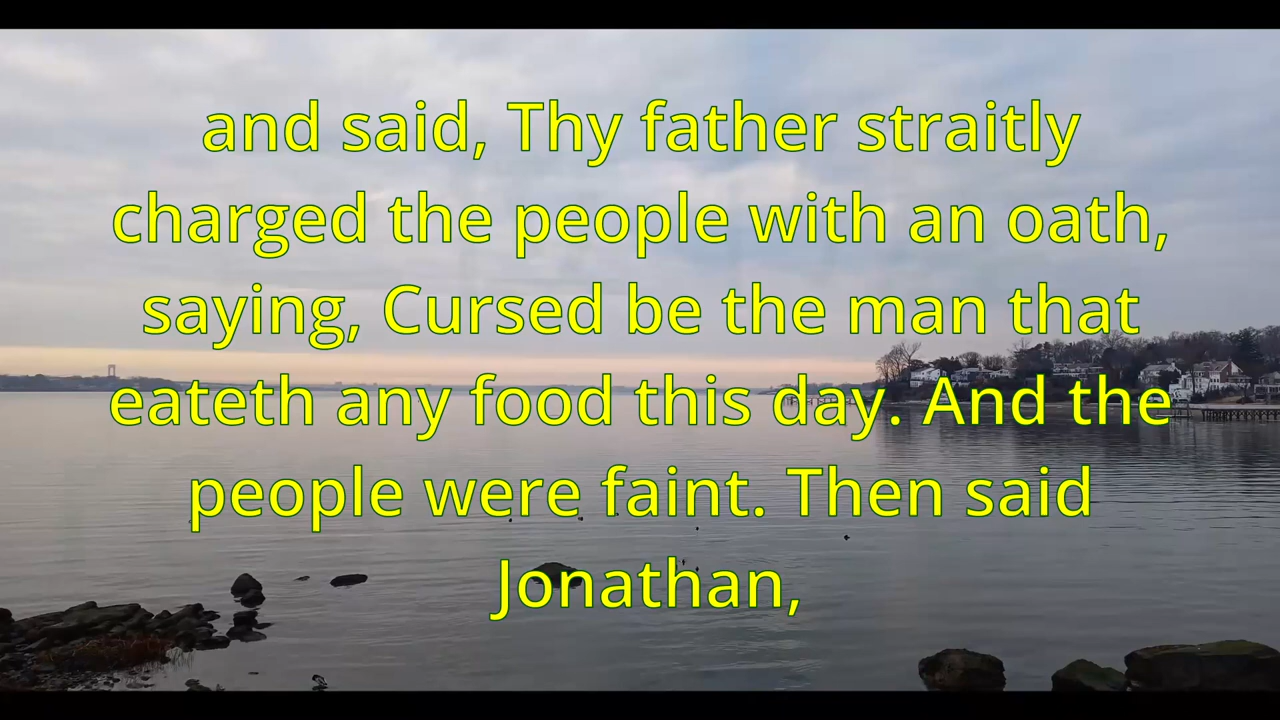 and said, Thy father straitly
charged the people with an oath,
saying, Cursed be the man that
eateth any food this day. And the
people were faint. Then said
Jonathan,